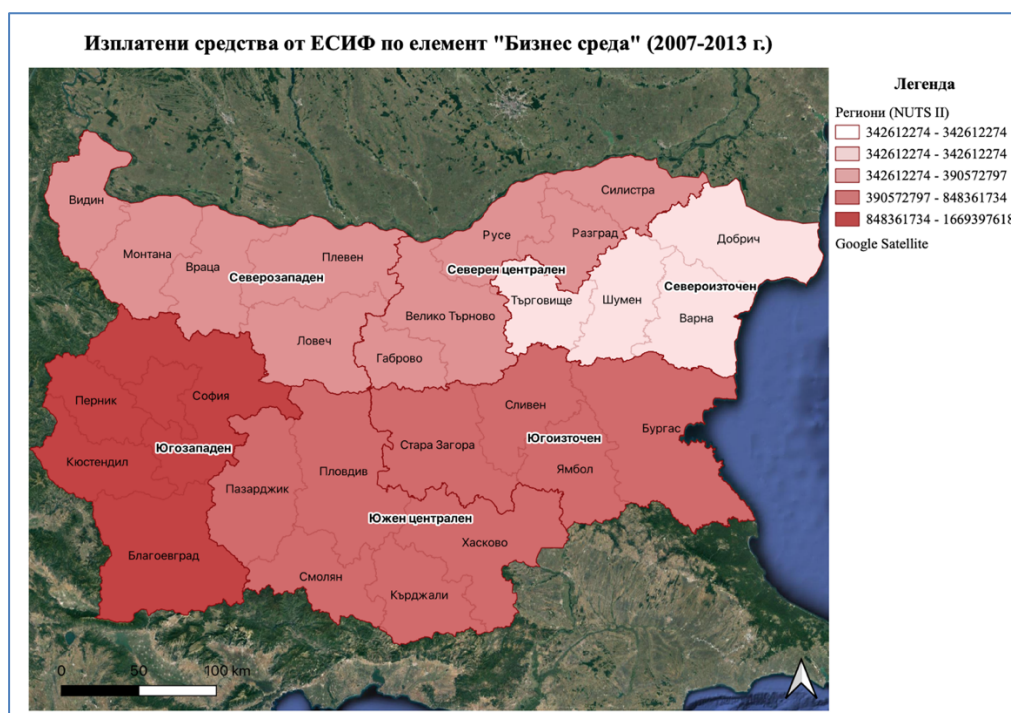 Изплатени средства от ЕСИФ по елемент "Бизнес среда" (2007-2013 г.)
Легенда
Региони (NUTS II)
342612274 - 342612274
342612274 - 342612274
342612274 - 390572797
390572797 - 848361734
848361734 - 1669397618
Google Satellite
Видин
Монтана
Враца
Плевен
Северозападен
Ловеч
Силистра
Русе
Разград
Северен централен
Велико Търново
Габрово
Добрич
Търговище
Шумен
Североизточен
Варна
Перник
София
Кюстендил
Югозападен
Благоевград
Сливен
Стара Загора
Югоизточен
Бургас
Ямбол
Пазарджик
Пловдив
Южен централен
Хасково
Смолян
Кърджали
0 50 100 km